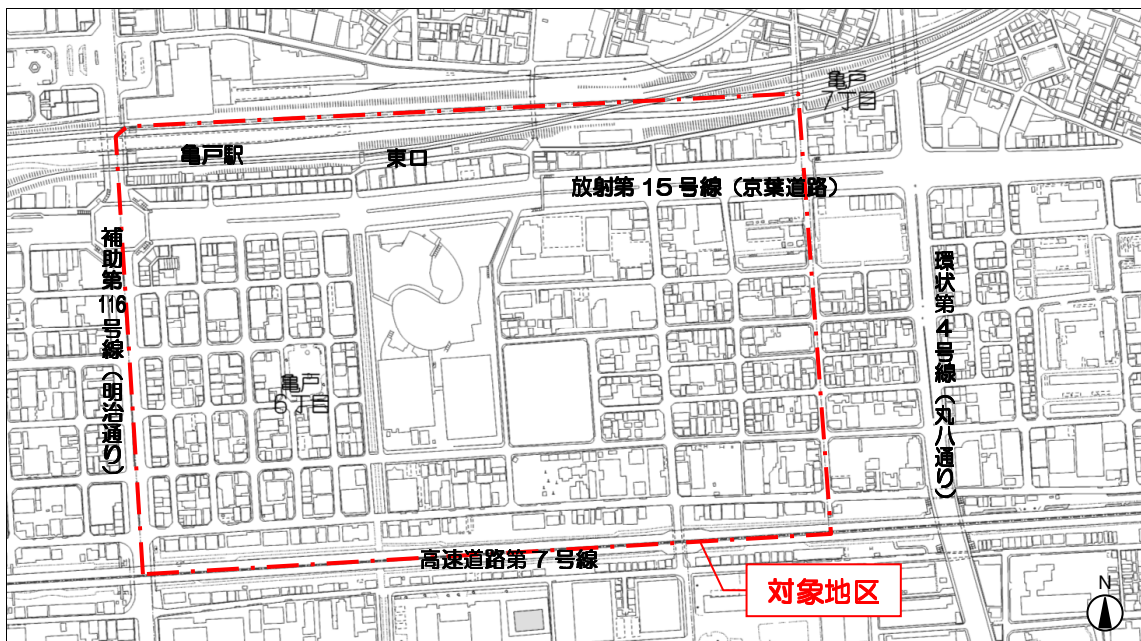 亀戸
7丁目
亀戸駅
東口
放射第15号線（京葉道路）
補助第116号線（明治通り）
環状第4号線（丸八通り）
亀戸
6丁目
高速道路第7号線
対象地区
N